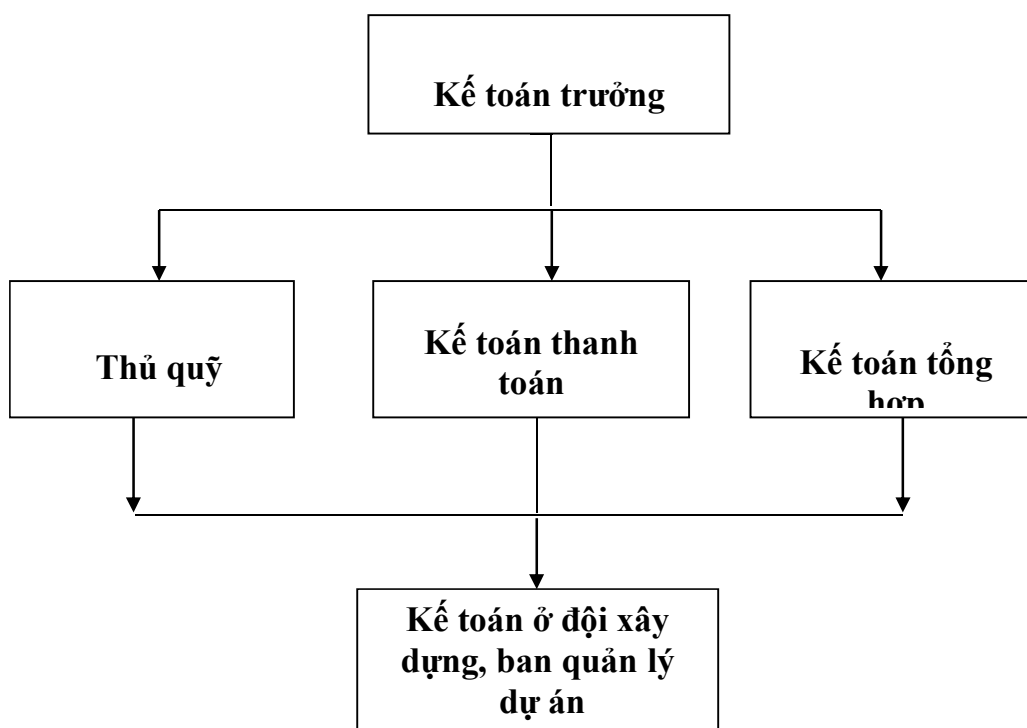 Kế toán trưởng
Thủ quỹ
Kế toán thanh
toán
Kế toán tổng
hợp
Kế toán ở đội xây
dựng, ban quản lý
dự án